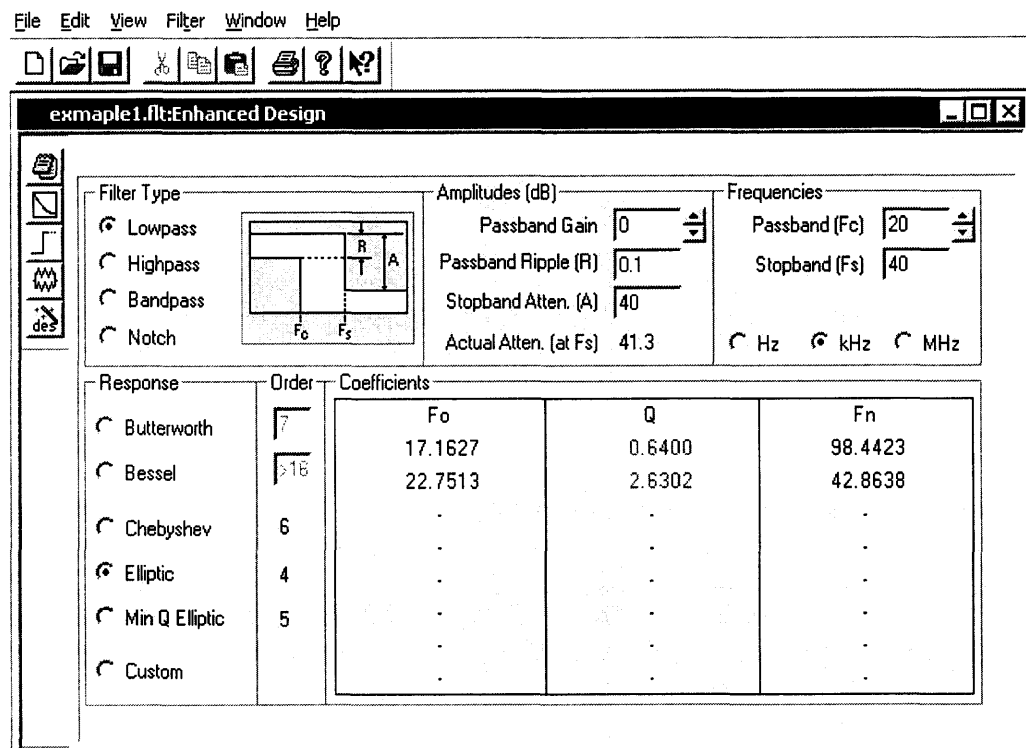 File Edit View Filter Window Help
exmaple1.flt:Enhanced Design
des
Filter Type
Lowpass
Highpass
Bandpass
Notch
R
A
Fc
Fs
Amplitudes (dB)
Passband Gain 0
Passband Ripple (R) 0.1
Stopband Atten. (A) 40
Actual Atten. (at Fs) 41.3
Frequencies
Passband (Fc) 20
Stopband (Fs) 40
Hz kHz MHz
Response Order
Butterworth 7
Bessel >16
Chebyshev 6
Elliptic 4
Min Q Elliptic 5
Custom
Coefficients
Fo Q Fn
17.1627 0.6400 98.4423
22.7513 2.6302 42.8638